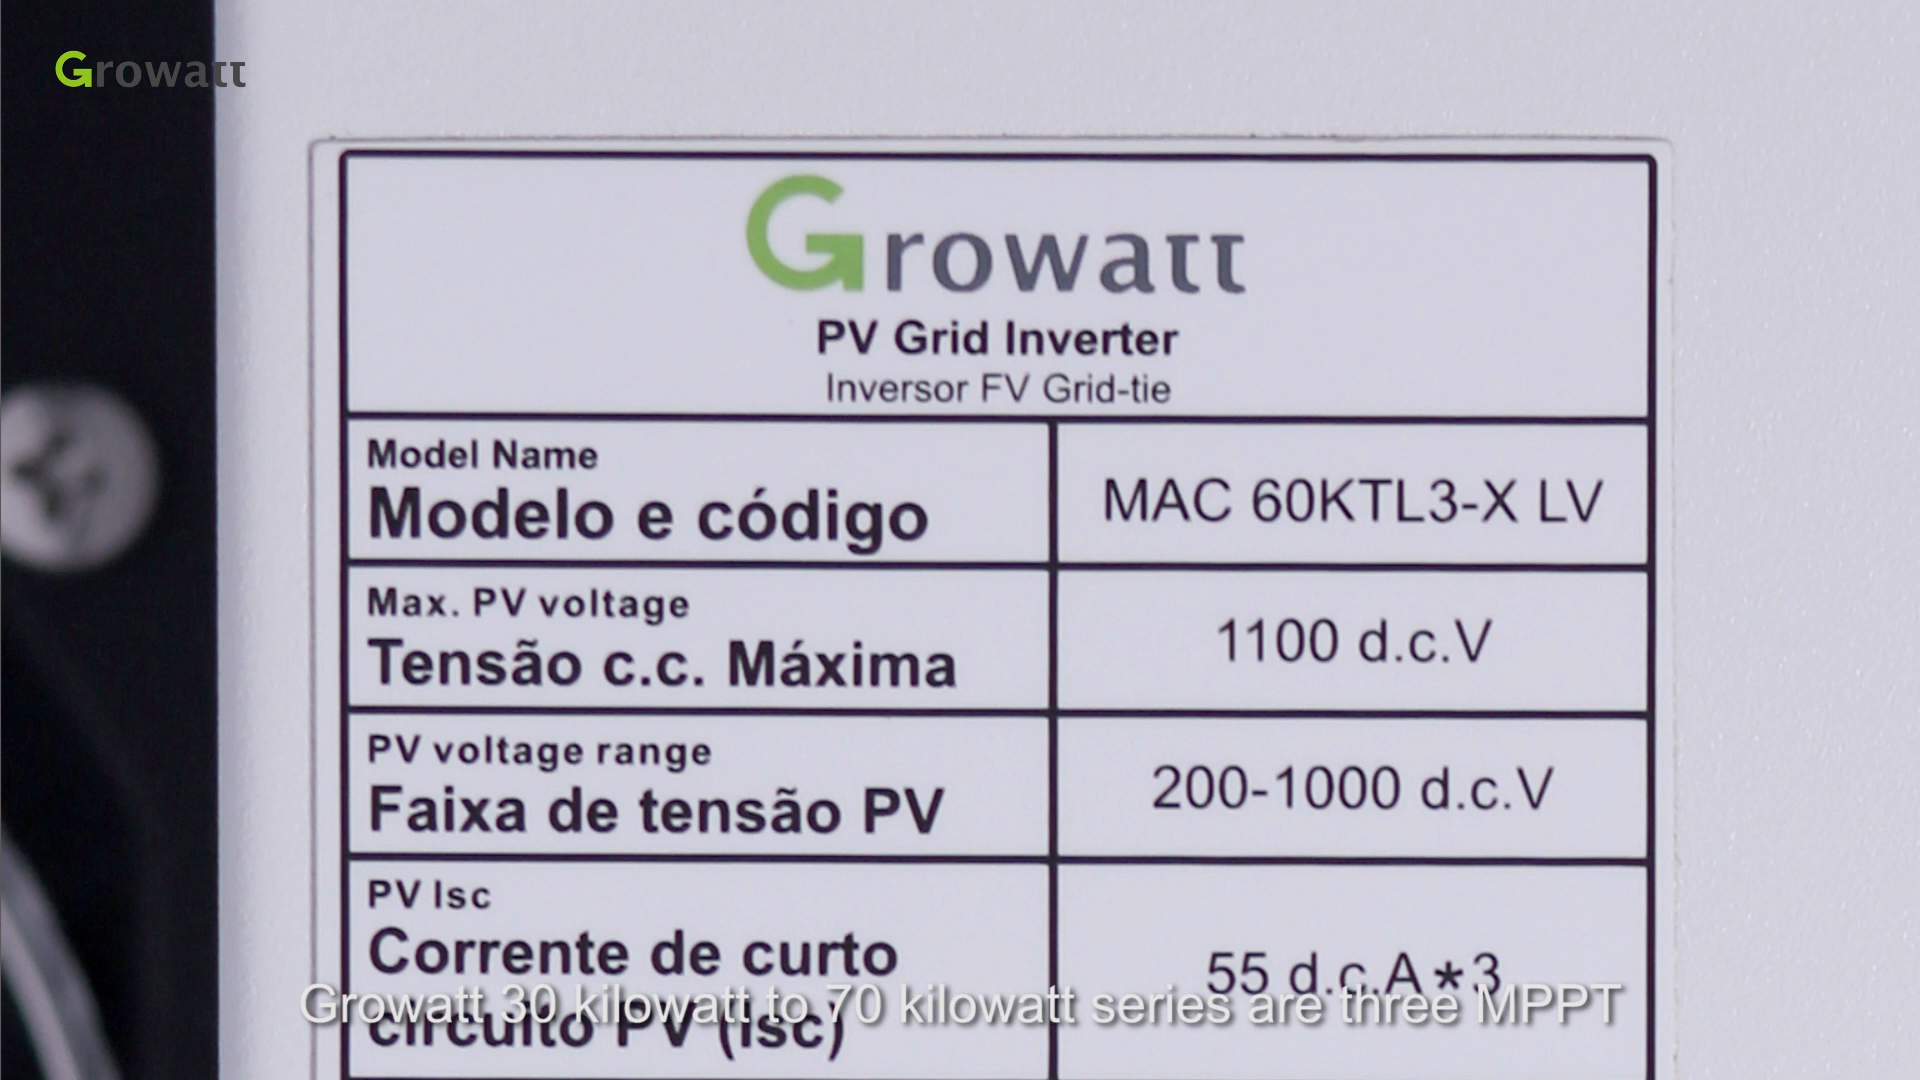 Growatt
Growatt
PV Grid Inverter
Inversor FV Grid-tie
Model Name
Modelo e código
MAC 60KTL3-X LV
Max. PV voltage
Tensão c.c. Máxima
1100 d.c.V
PV voltage range
Faixa de tensão PV
200-1000 d.c.V
PV Isc
Corrente de curto
circuito PV (Isc)
55 d.c.A*3
Growatt 30 kilowatt to 70 kilowatt series are three MPPT